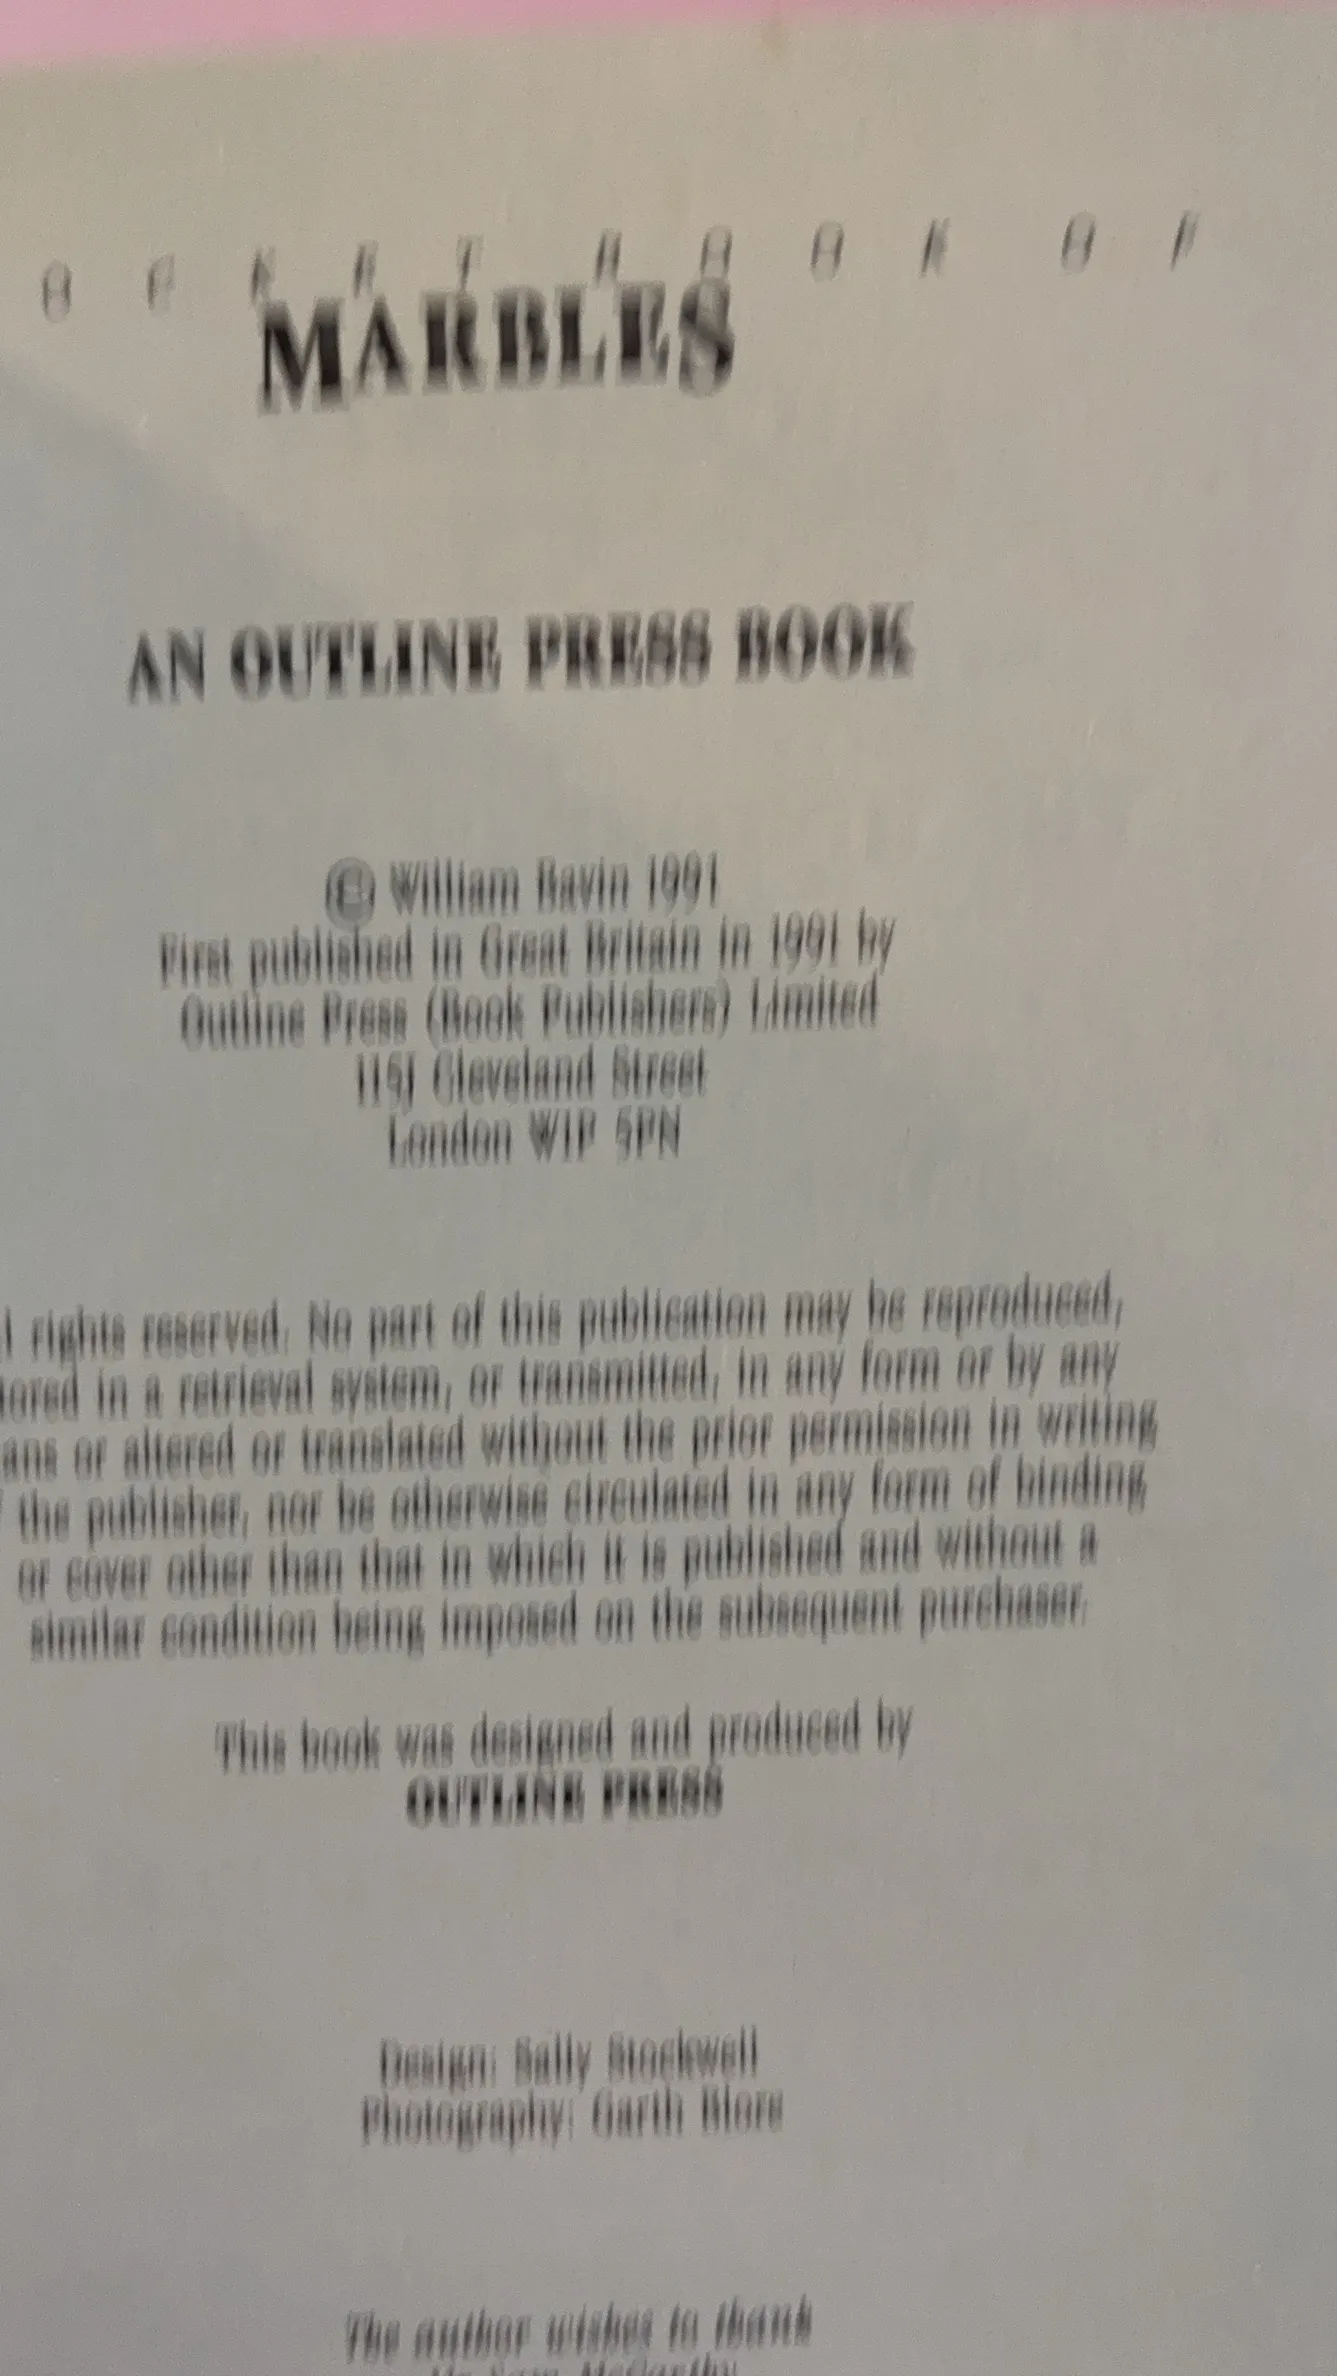 OCKET BOOK OF
MARBLES
AN OUTLINE PRESS BOOK
© William Bavin 1991
First published in Great Britain in 1991 by
Outline Press (Book Publishers) Limited
115J Cleveland Street
London W1P 5PN
l rights reserved. No part of this publication may be reproduced,
tored in a retrieval system, or transmitted, in any form or by any
ans or altered or translated without the prior permission in writing
the publisher, nor be otherwise circulated in any form of binding
or cover other than that in which it is published and without a
similar condition being imposed on the subsequent purchaser.
This book was designed and produced by
OUTLINE PRESS
Design: Sally Stockwell
Photography: Garth Blore
The author wishes to thank
McCarthy